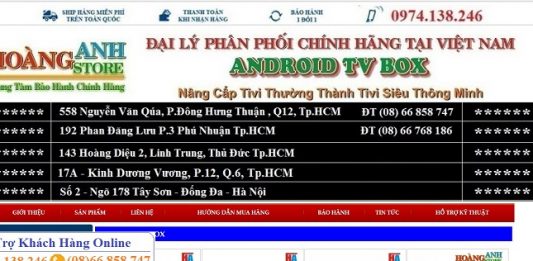 SHIP HÀNG MIỄN PHÍ
TRÊN TOÀN QUỐC
THANH TOÁN
KHI NHẬN HÀNG
BẢO HÀNH
1 ĐỔI 1
0974.138.246
HOÀNG ANH
STORE
ng Tâm Bảo Hành Chính Hãng
ĐẠI LÝ PHÂN PHỐI CHÍNH HÃNG TẠI VIỆT NAM
ANDROID TV BOX
Nâng Cấp Tivi Thường Thành Tivi Siêu Thông Minh
****** 558 Nguyễn Văn Qúa, P.Đông Hưng Thuận , Q12, Tp.HCM ĐT (08) 66 858 747 ******
****** 192 Phan Đăng Lưu P.3 Phú Nhuận Tp.HCM ĐT (08) 66 768 186 ******
****** 143 Hoàng Diệu 2, Linh Trung, Thủ Đức Tp.HCM ******
****** 17A - Kinh Dương Vương, P.12, Q.6, Tp.HCM ******
****** Số 2 - Ngõ 178 Tây Sơn - Đống Đa - Hà Nội ******
GIỚI THIỆU SẢN PHẨM LIÊN HỆ HƯỚNG DẪN MUA HÀNG BẢO HÀNH TIN TỨC HỖ TRỢ KỸ THUẬT
Trợ Khách Hàng Online
BOX
.138.246 (08)66.858.747
HOÀNG ANH
STORE